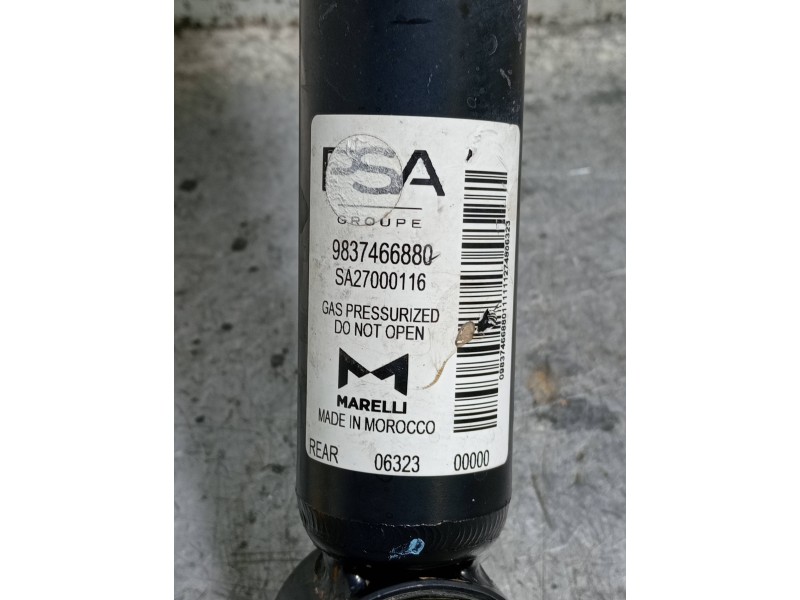 PSA
GROUPE
9837466880
SA27000116
GAS PRESSURIZED
DO NOT OPEN
MARELLI
MADE IN MOROCCO
REAR 06323 00000